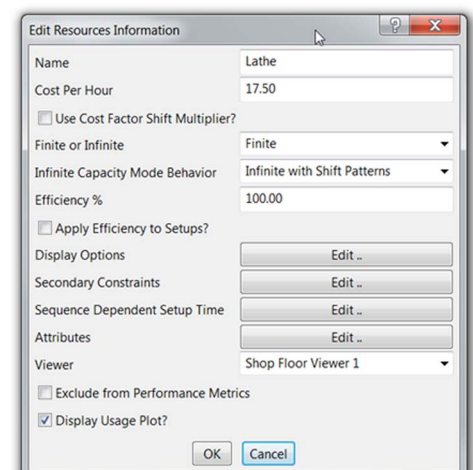 Edit Resources Information
?
X
Name Lathe
Cost Per Hour 17.50
Use Cost Factor Shift Multiplier?
Finite or Infinite Finite
Infinite Capacity Mode Behavior Infinite with Shift Patterns
Efficiency % 100.00
Apply Efficiency to Setups?
Display Options Edit ..
Secondary Constraints Edit ..
Sequence Dependent Setup Time Edit ..
Attributes Edit ..
Viewer Shop Floor Viewer 1
Exclude from Performance Metrics
Display Usage Plot?
OK Cancel